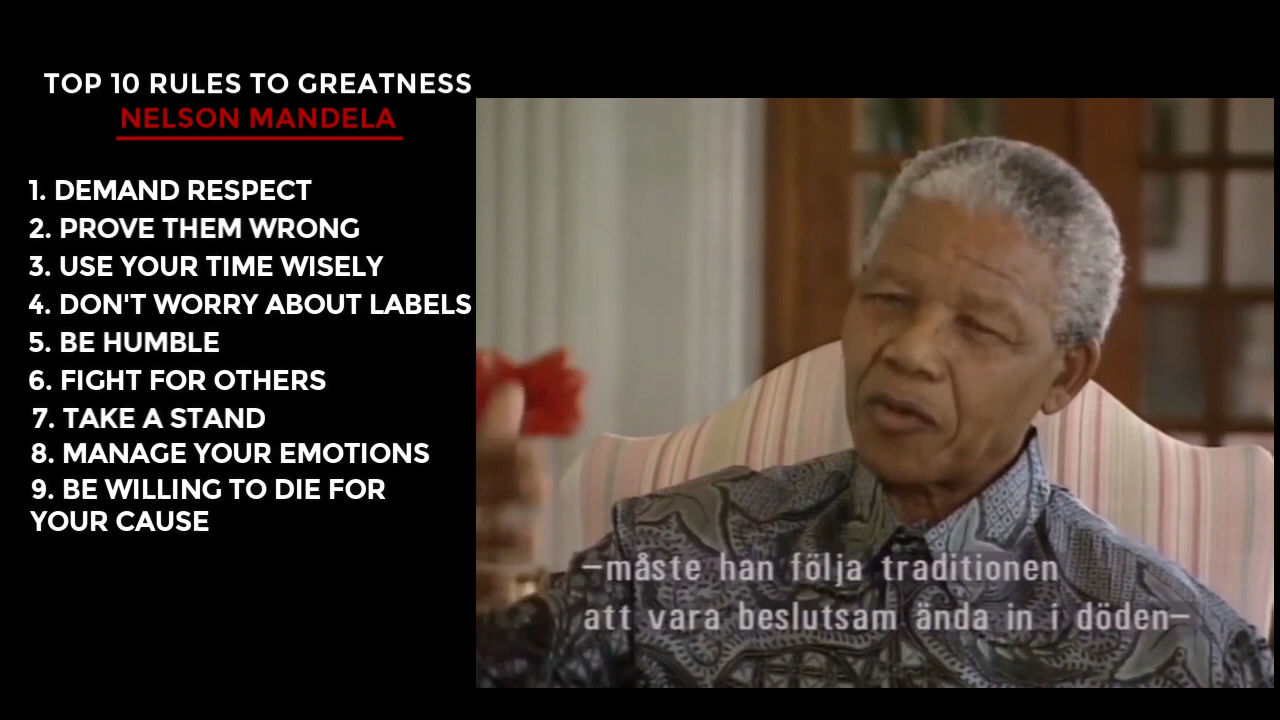 TOP 10 RULES TO GREATNESS
NELSON MANDELA
1. DEMAND RESPECT
2. PROVE THEM WRONG
3. USE YOUR TIME WISELY
4. DON'T WORRY ABOUT LABELS
5. BE HUMBLE
6. FIGHT FOR OTHERS
7. TAKE A STAND
8. MANAGE YOUR EMOTIONS
9. BE WILLING TO DIE FOR
YOUR CAUSE
–måste han följa traditionen
att vara beslutsam ända in i döden–